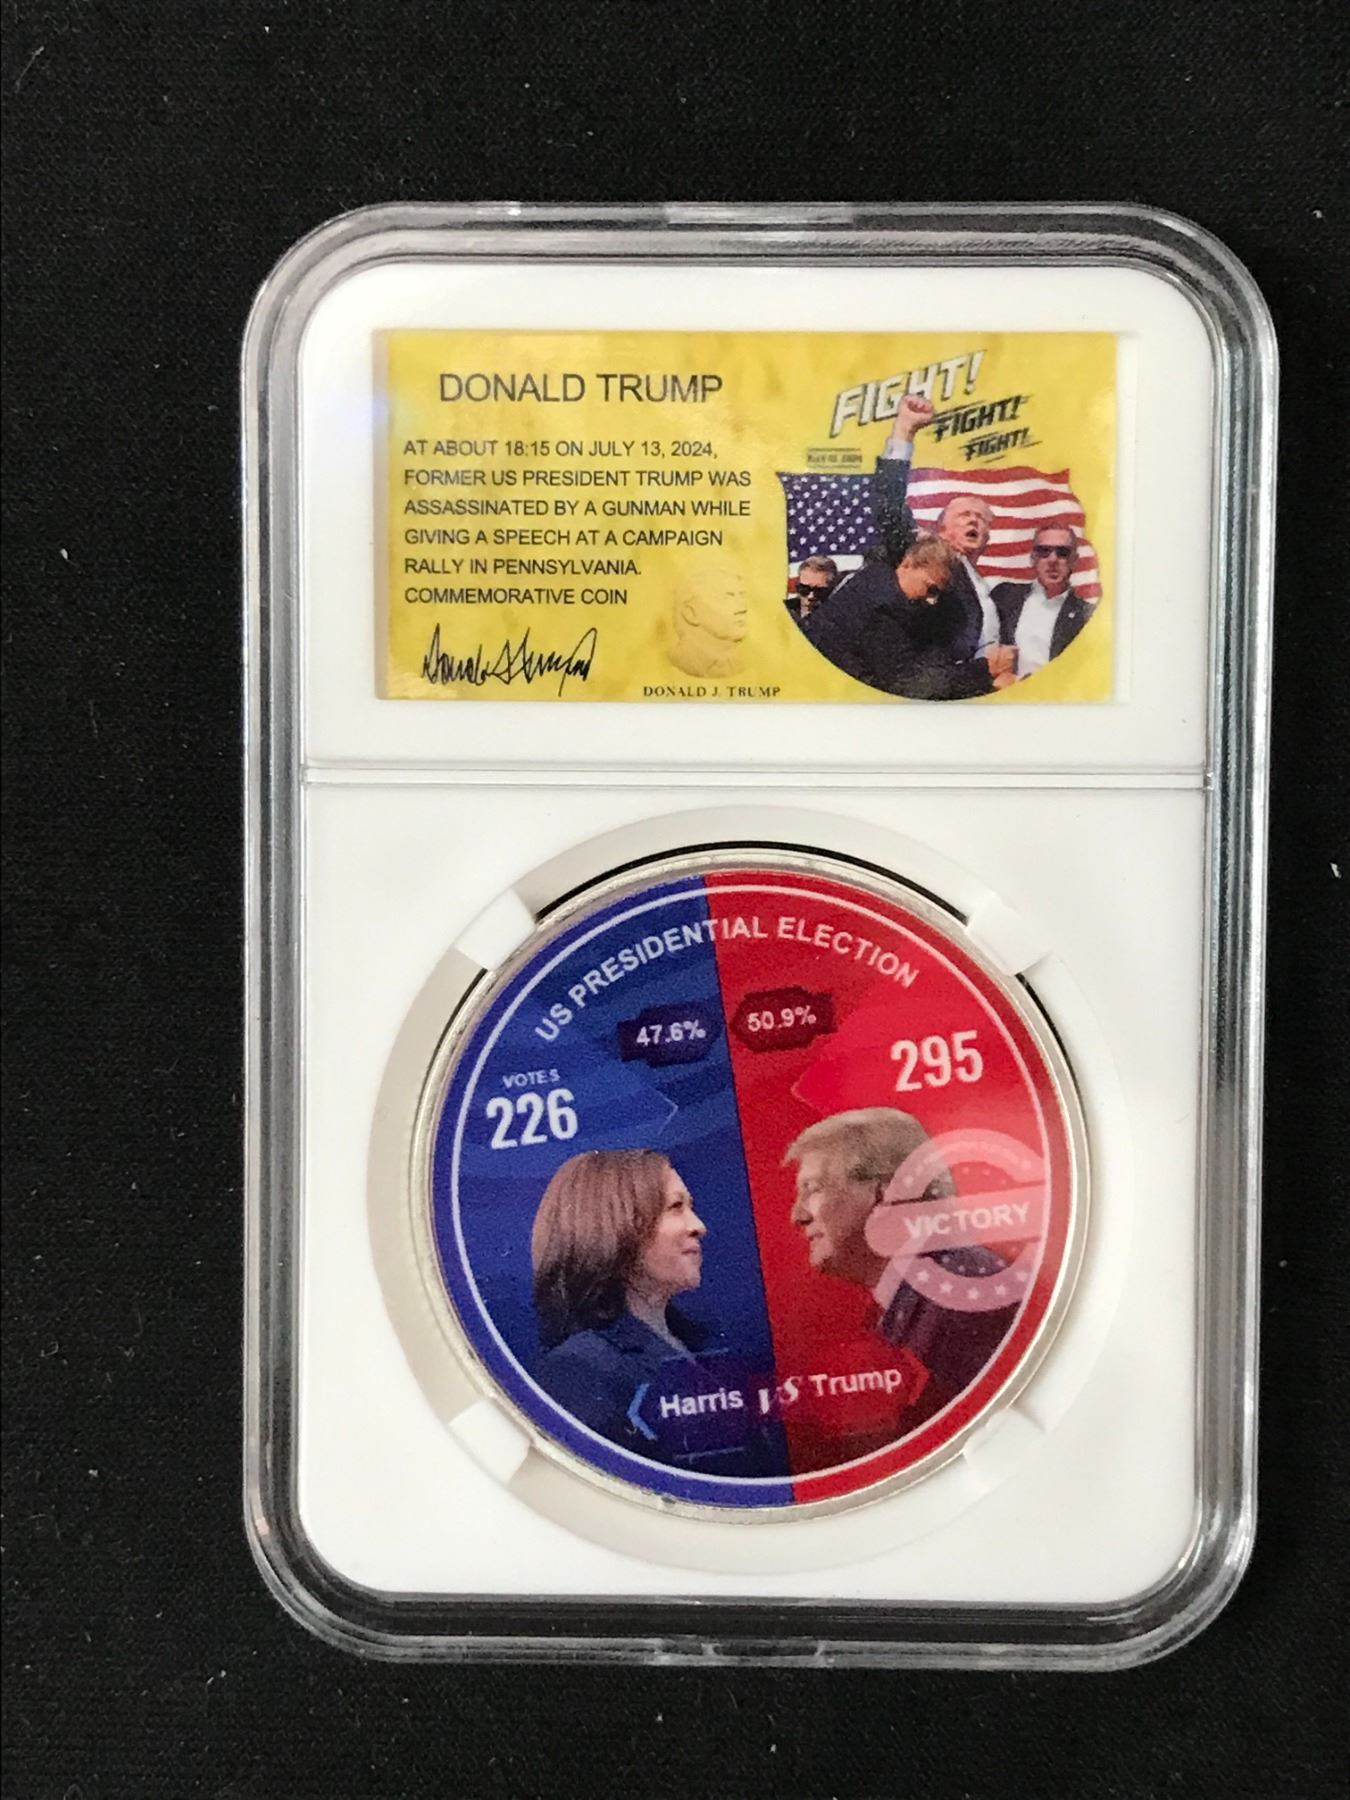 DONALD TRUMP
AT ABOUT 18:15 ON JULY 13, 2024,
FORMER US PRESIDENT TRUMP WAS
ASSASSINATED BY A GUNMAN WHILE
GIVING A SPEECH AT A CAMPAIGN
RALLY IN PENNSYLVANIA.
COMMEMORATIVE COIN
DONALD J. TRUMP
FIGHT!
FIGHT!
FIGHT!
US PRESIDENTIAL ELECTION
47.6% 50.9%
VOTES
226
295
VICTORY
Harris VS Trump